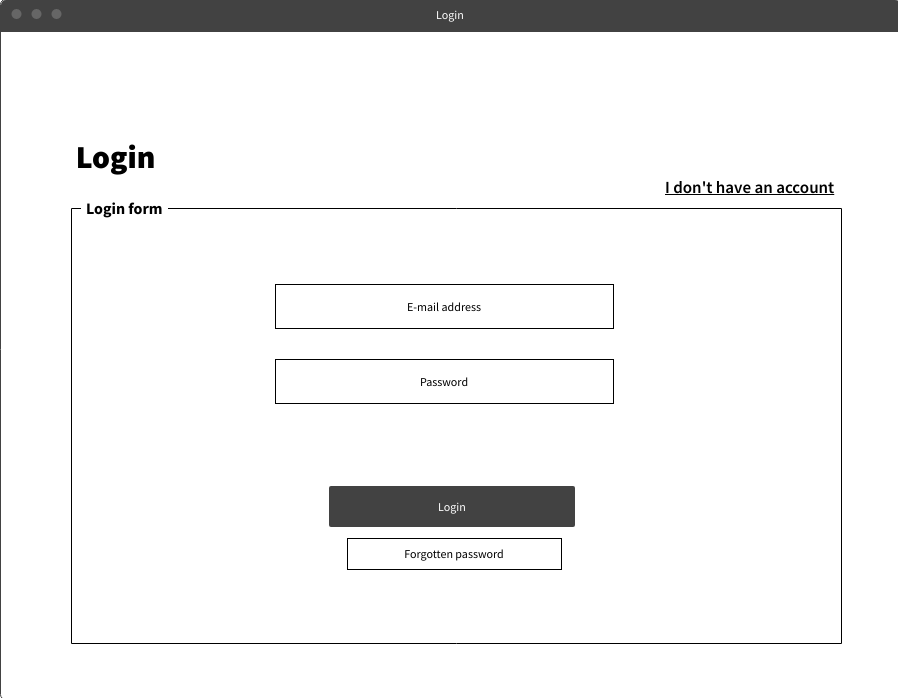 Login
Login
I don't have an account
Login form
E-mail address
Password
Login
Forgotten password